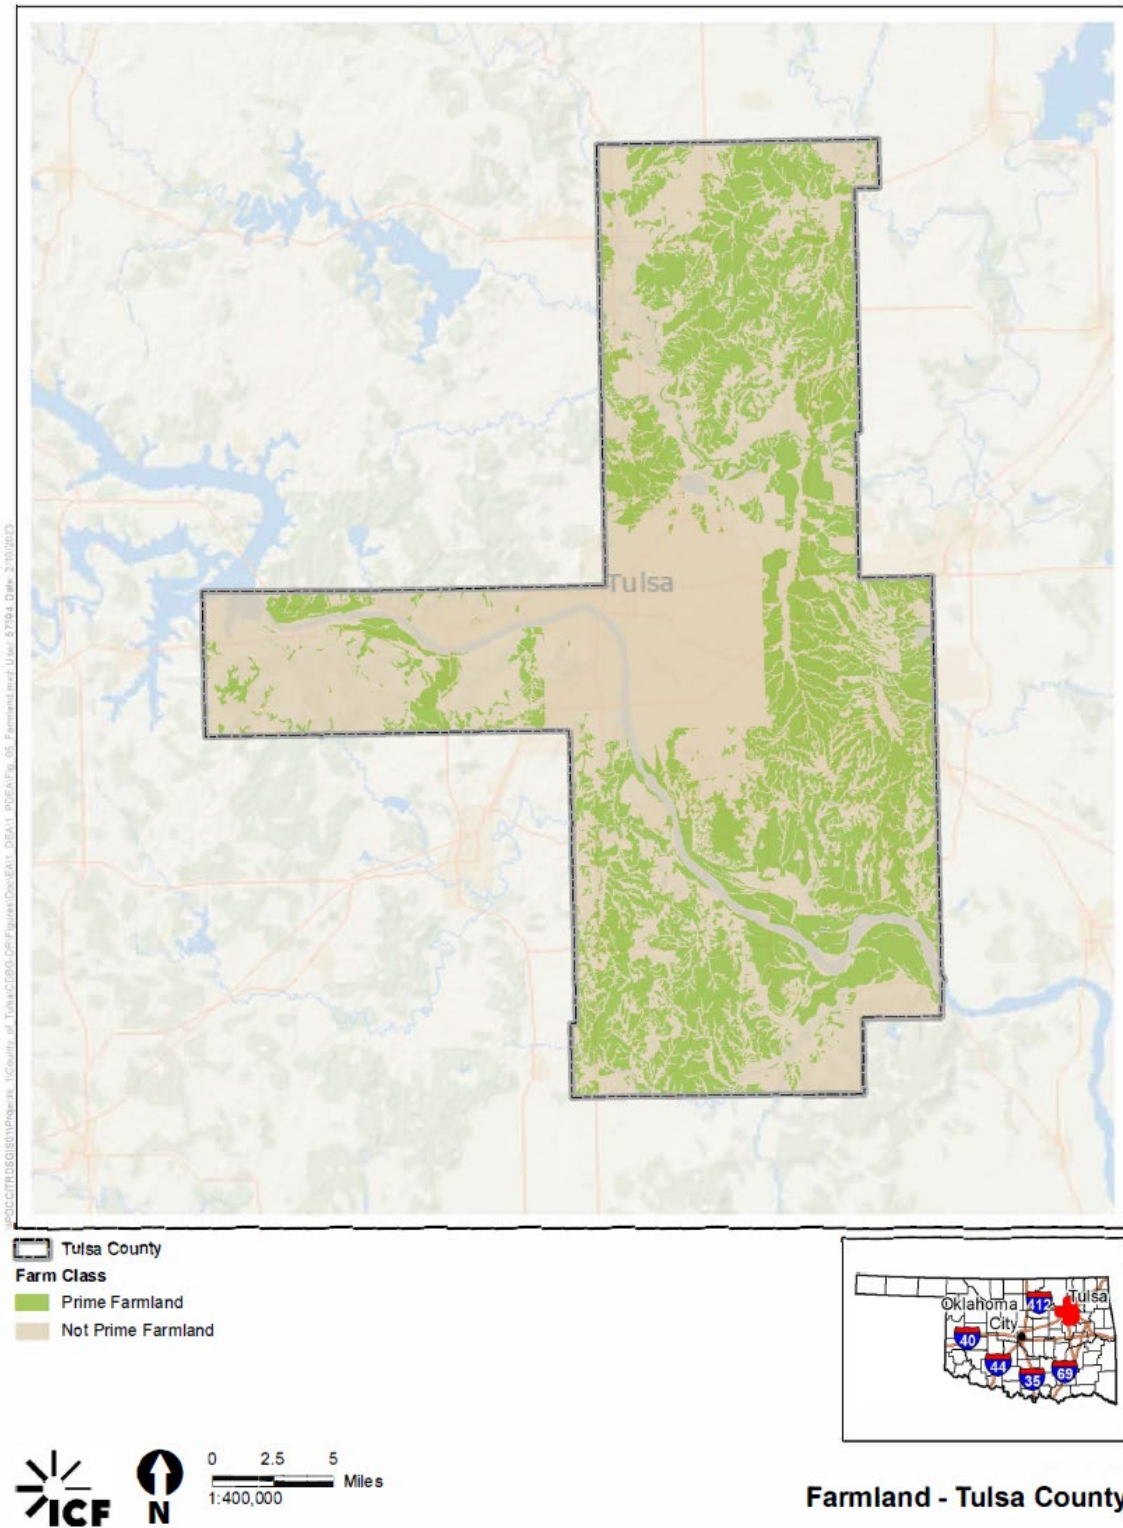 Tulsa
Tulsa County
Farm Class
Prime Farmland
Not Prime Farmland
Oklahoma
City
412
Tulsa
40
44
35
69
ICF
N
0 2.5 5
Miles
1:400,000
Farmland - Tulsa County